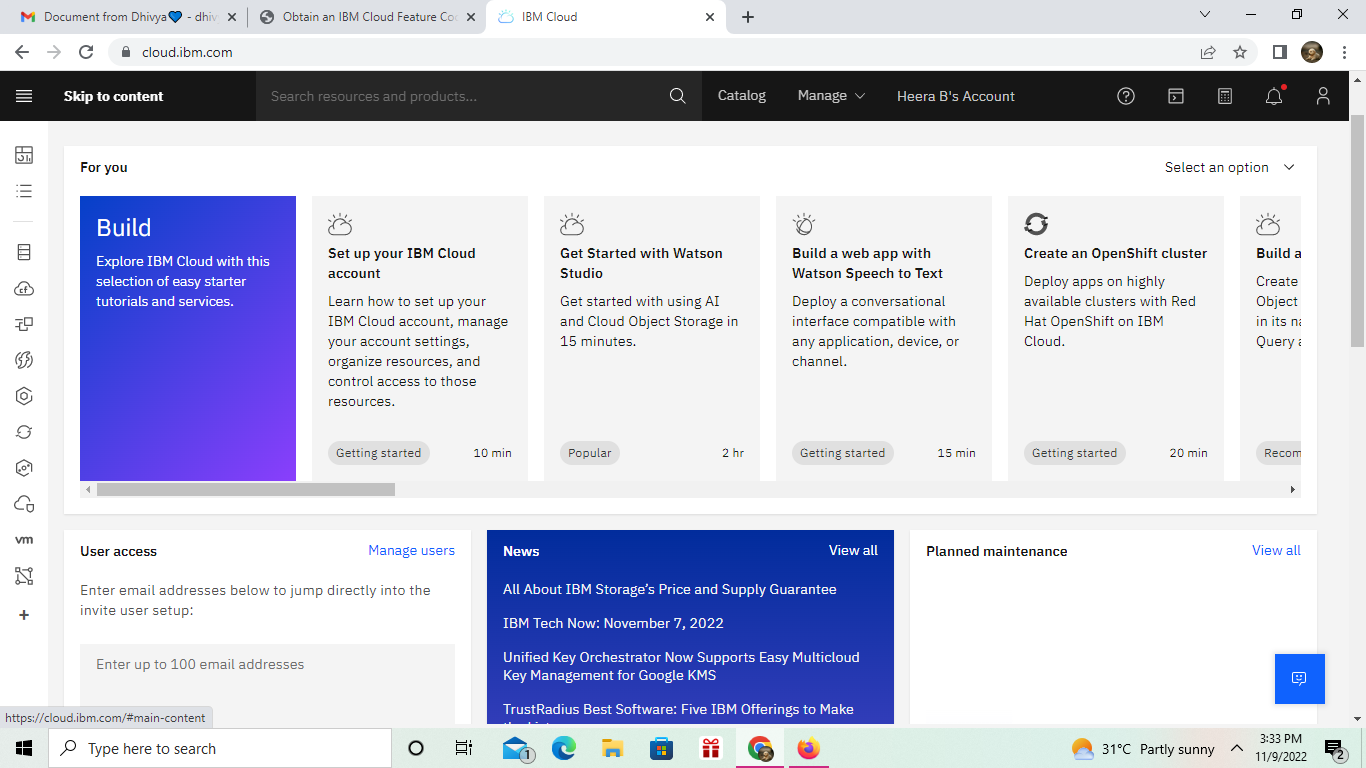 Document from Dhivya💙 - dhiv
Obtain an IBM Cloud Feature Coc
IBM Cloud
cloud.ibm.com
Skip to content
Search resources and products...
Catalog
Manage
Heera B's Account
For you
Select an option
Build
Explore IBM Cloud with this
selection of easy starter
tutorials and services.
Set up your IBM Cloud
account
Learn how to set up your
IBM Cloud account, manage
your account settings,
organize resources, and
control access to those
resources.
Getting started
10 min
Get Started with Watson
Studio
Get started with using AI
and Cloud Object Storage in
15 minutes.
Popular
2 hr
Build a web app with
Watson Speech to Text
Deploy a conversational
interface compatible with
any application, device, or
channel.
Getting started
15 min
Create an OpenShift cluster
Deploy apps on highly
available clusters with Red
Hat OpenShift on IBM
Cloud.
Getting started
20 min
Build a
Create
Object
in its na
Query a
Recom
cf
vm
User access
Manage users
Enter email addresses below to jump directly into the
invite user setup:
Enter up to 100 email addresses
News
View all
All About IBM Storage's Price and Supply Guarantee
IBM Tech Now: November 7, 2022
Unified Key Orchestrator Now Supports Easy Multicloud
Key Management for Google KMS
TrustRadius Best Software: Five IBM Offerings to Make
Planned maintenance
View all
https://cloud.ibm.com/#main-content
Type here to search
1
31°C Partly sunny
3:33 PM
11/9/2022
2